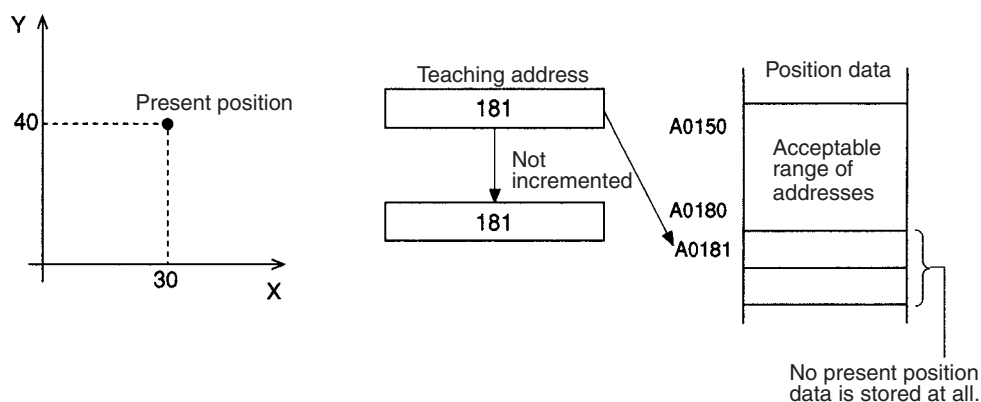 Y
40
Present position
30
X
Teaching address
181
Not
incremented
181
Position data
A0150
Acceptable
range of
addresses
A0180
A0181
No present position
data is stored at all.